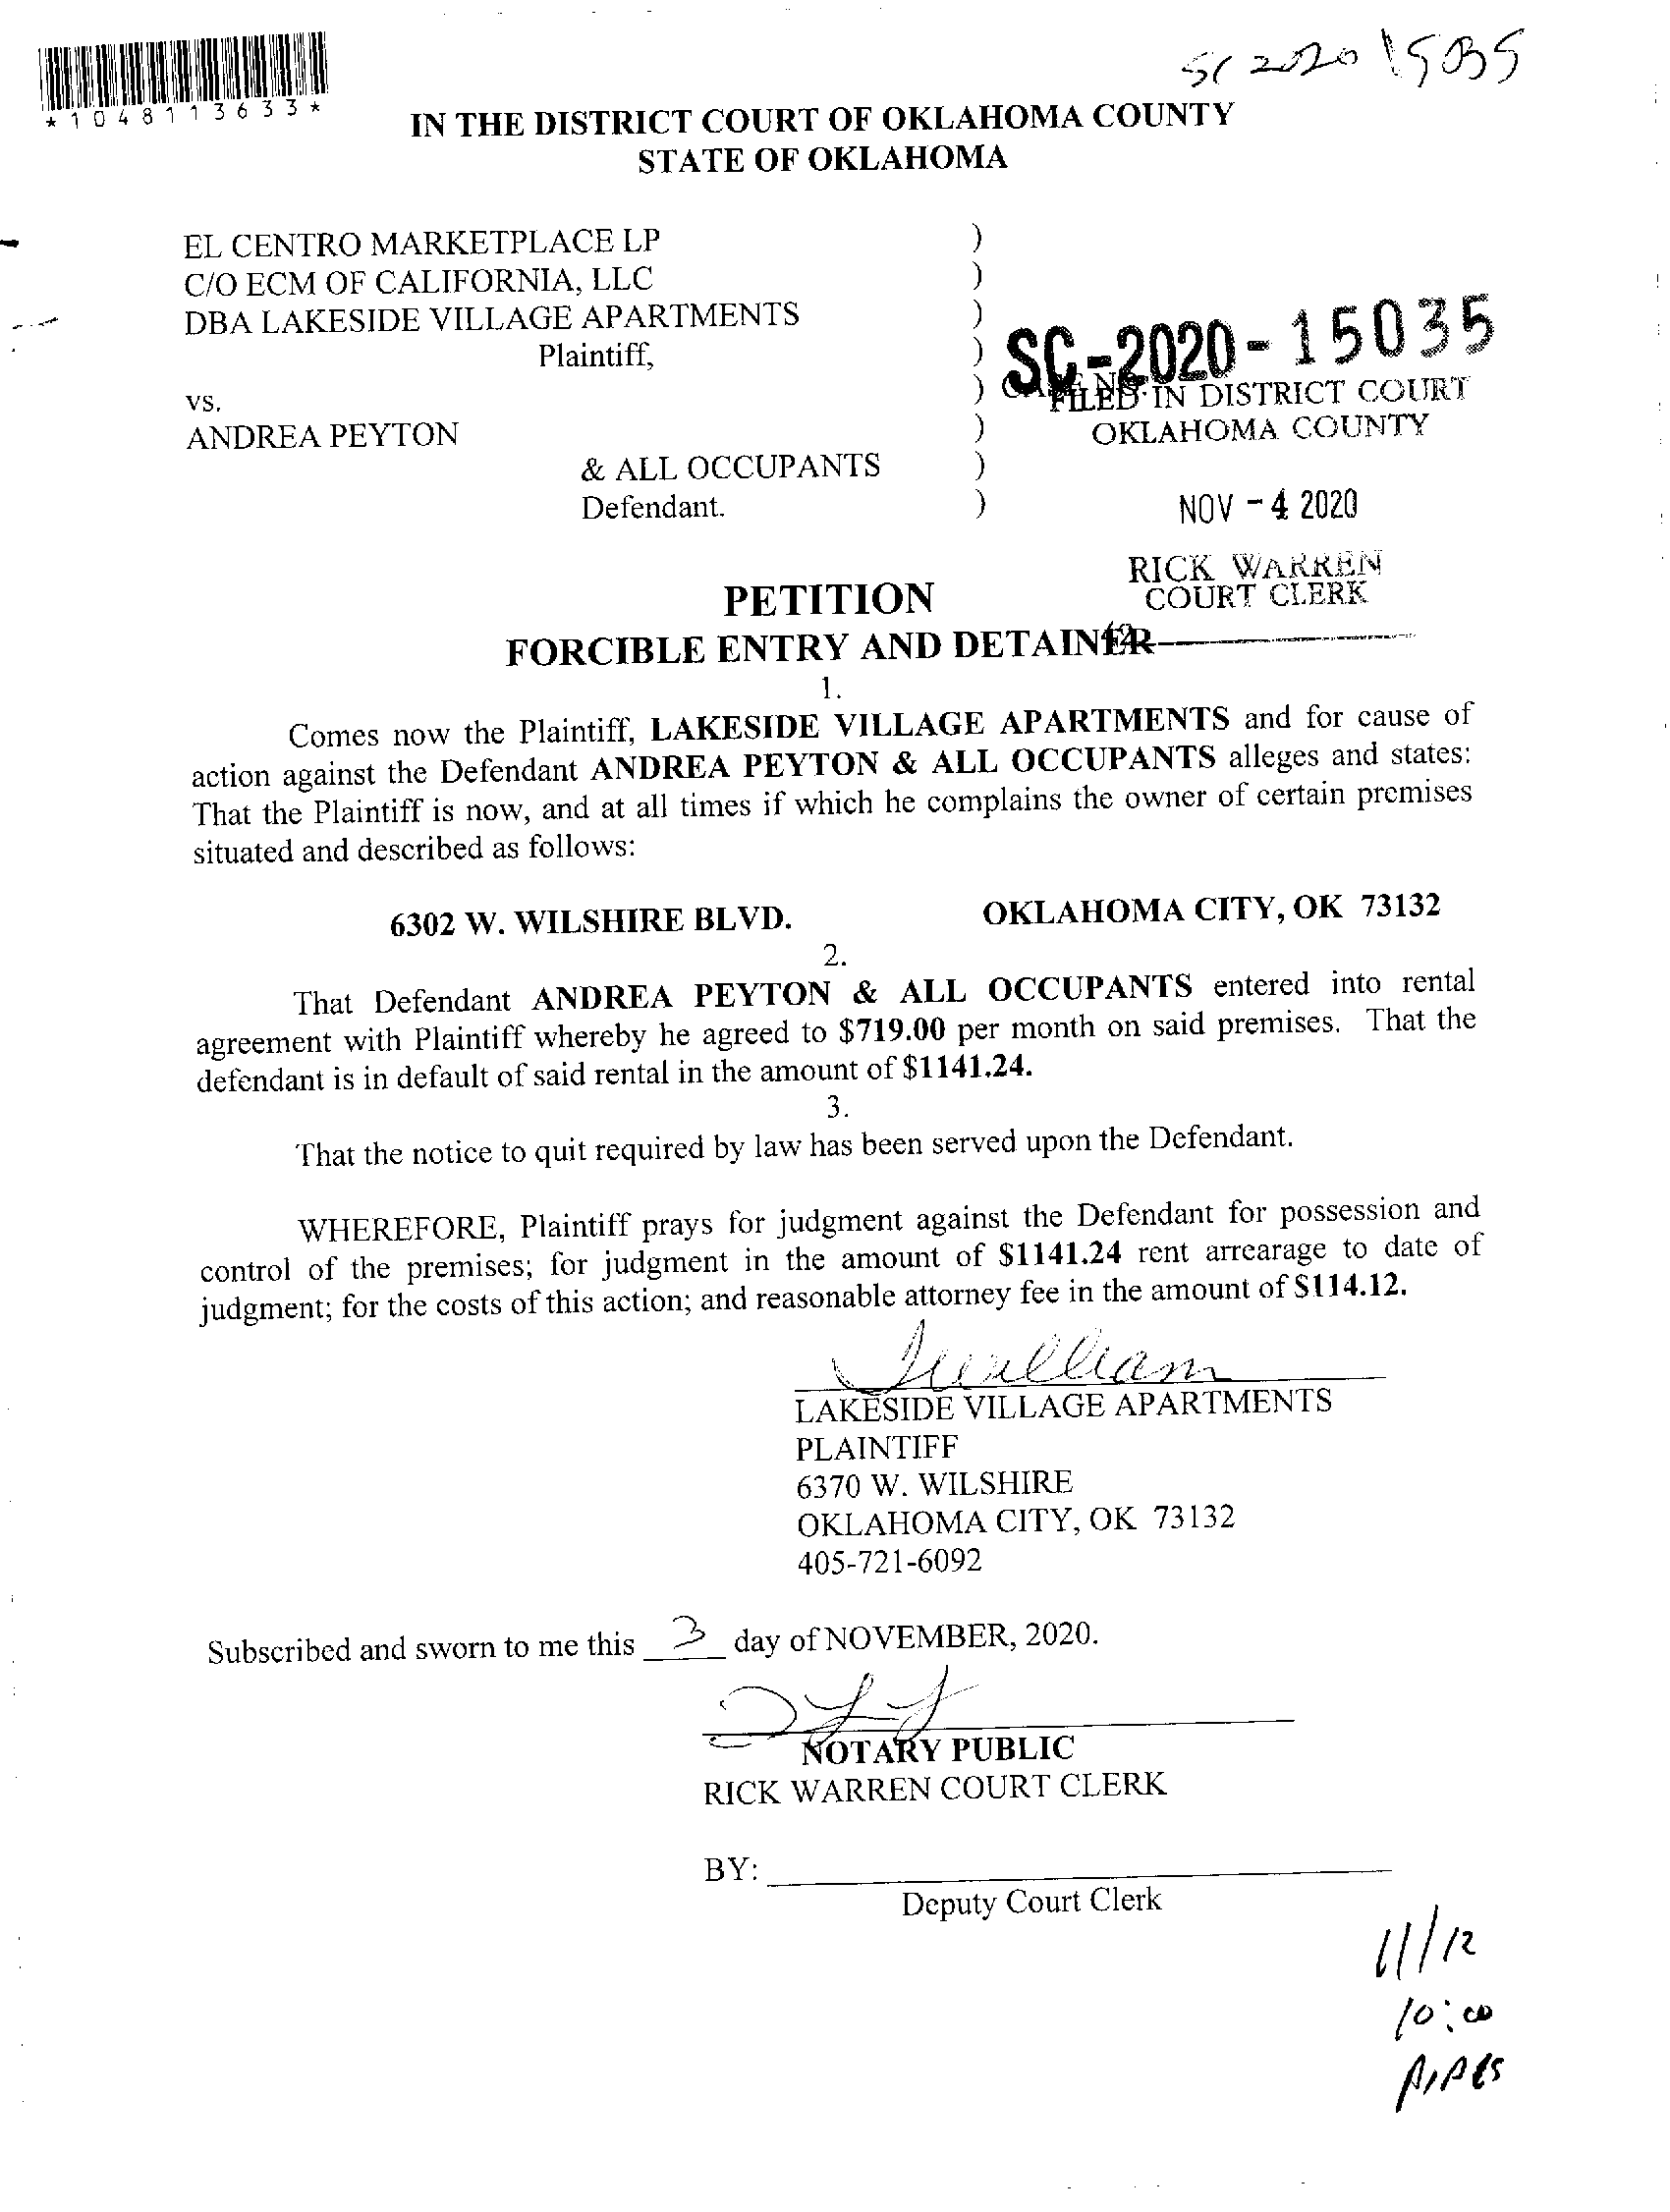 SC 2020 15035
*1048113633*
IN THE DISTRICT COURT OF OKLAHOMA COUNTY
STATE OF OKLAHOMA
EL CENTRO MARKETPLACE LP )
C/O ECM OF CALIFORNIA, LLC )
DBA LAKESIDE VILLAGE APARTMENTS )
Plaintiff, )
SC-2020-15035
vs. )
FILED IN DISTRICT COURT
ANDREA PEYTON )
OKLAHOMA COUNTY
& ALL OCCUPANTS )
Defendant. )
NOV -4 2020
RICK WARREN
COURT CLERK
PETITION
FORCIBLE ENTRY AND DETAINER
1.
Comes now the Plaintiff, LAKESIDE VILLAGE APARTMENTS and for cause of
action against the Defendant ANDREA PEYTON & ALL OCCUPANTS alleges and states:
That the Plaintiff is now, and at all times if which he complains the owner of certain premises
situated and described as follows:
6302 W. WILSHIRE BLVD. OKLAHOMA CITY, OK 73132
2.
That Defendant ANDREA PEYTON & ALL OCCUPANTS entered into rental
agreement with Plaintiff whereby he agreed to $719.00 per month on said premises. That the
defendant is in default of said rental in the amount of $1141.24.
3.
That the notice to quit required by law has been served upon the Defendant.
WHEREFORE, Plaintiff prays for judgment against the Defendant for possession and
control of the premises; for judgment in the amount of $1141.24 rent arrearage to date of
judgment; for the costs of this action; and reasonable attorney fee in the amount of $114.12.
LAKESIDE VILLAGE APARTMENTS
PLAINTIFF
6370 W. WILSHIRE
OKLAHOMA CITY, OK 73132
405-721-6092
Subscribed and sworn to me this 3 day of NOVEMBER, 2020.
NOTARY PUBLIC
RICK WARREN COURT CLERK
BY:
Deputy Court Clerk
11/12
10:00